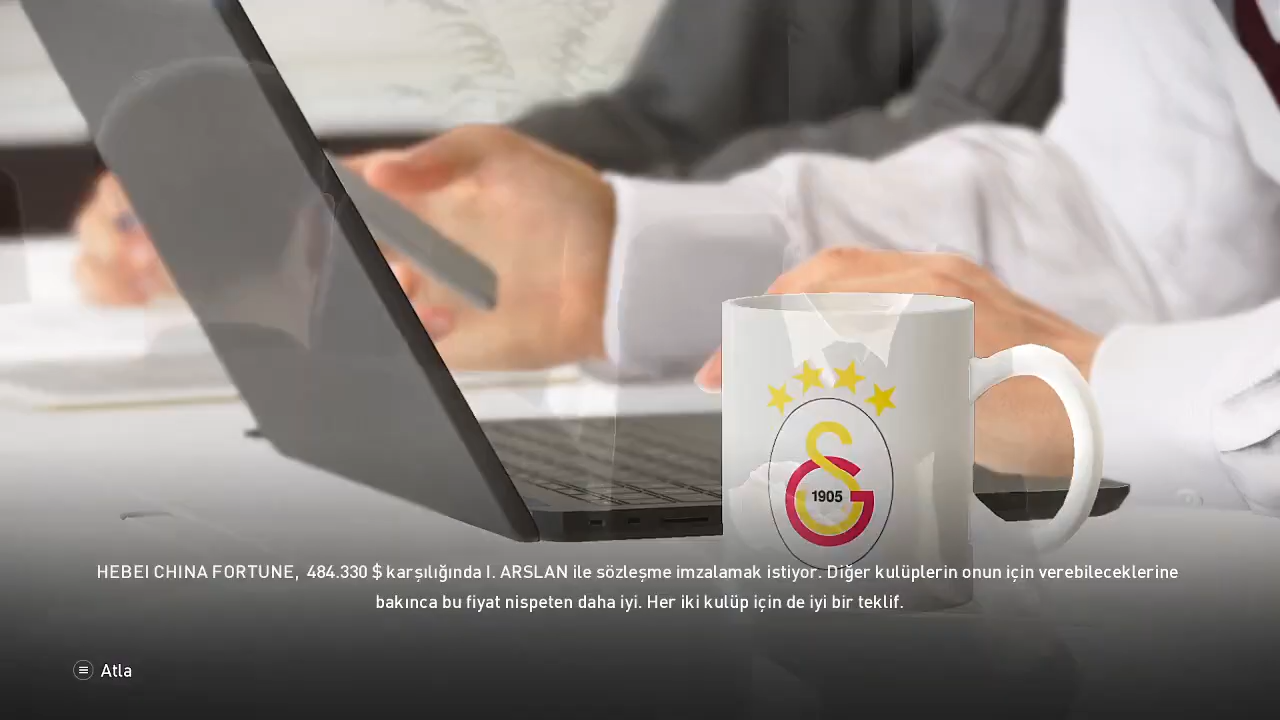 1905
HEBEI CHINA FORTUNE,  484.330 $ karşılığında I. ARSLAN ile sözleşme imzalamak istiyor. Diğer kulüplerin onun için verebileceklerine
bakınca bu fiyat nispeten daha iyi. Her iki kulüp için de iyi bir teklif.
Atla